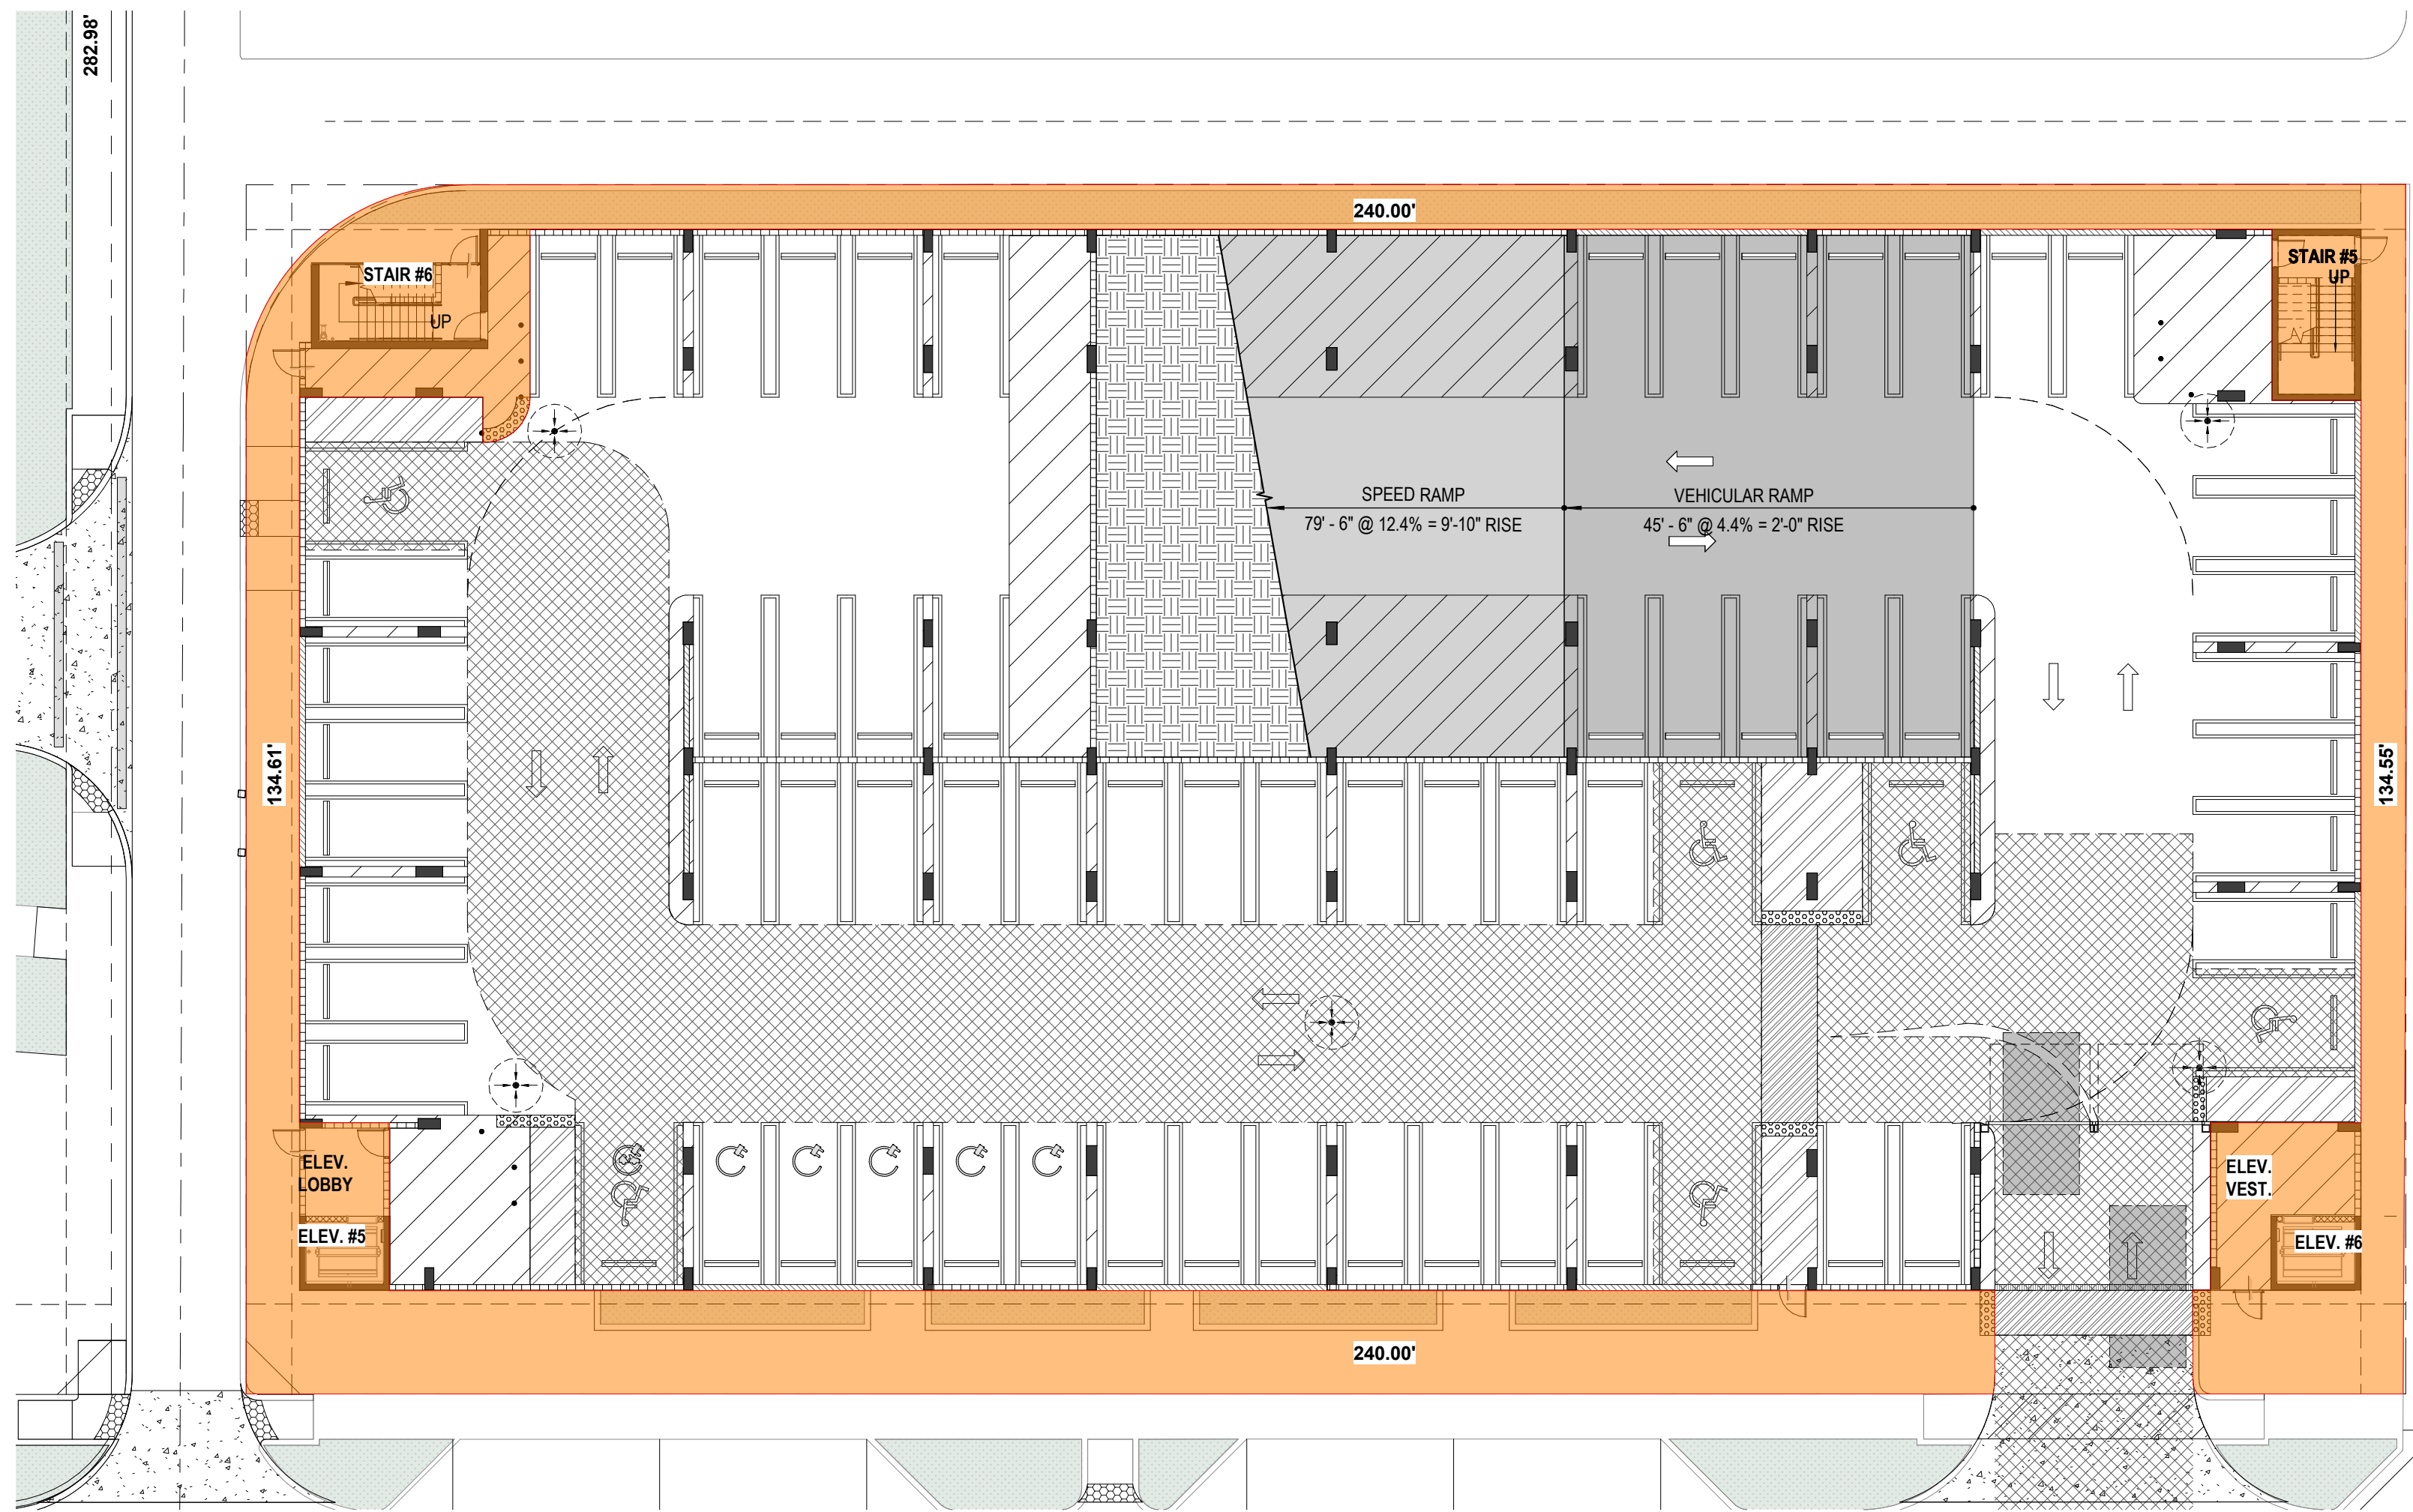 282.98'
240.00'
STAIR #6
UP
STAIR #5
UP
SPEED RAMP
79' - 6" @ 12.4% = 9'-10" RISE
VEHICULAR RAMP
45' - 6" @ 4.4% = 2'-0" RISE
134.61'
134.55'
ELEV.
LOBBY
ELEV. #5
ELEV.
VEST.
ELEV. #6
240.00'